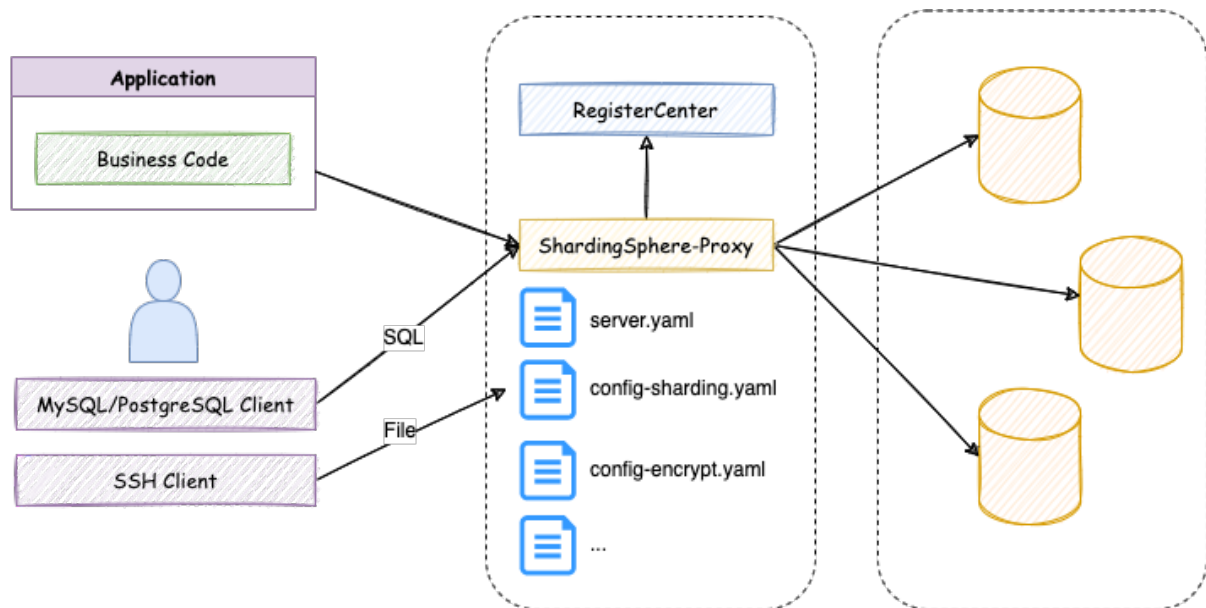 Application
Business Code
MySQL/PostgreSQL Client
SSH Client
SQL
File
RegisterCenter
ShardingSphere-Proxy
server.yaml
config-sharding.yaml
config-encrypt.yaml
...